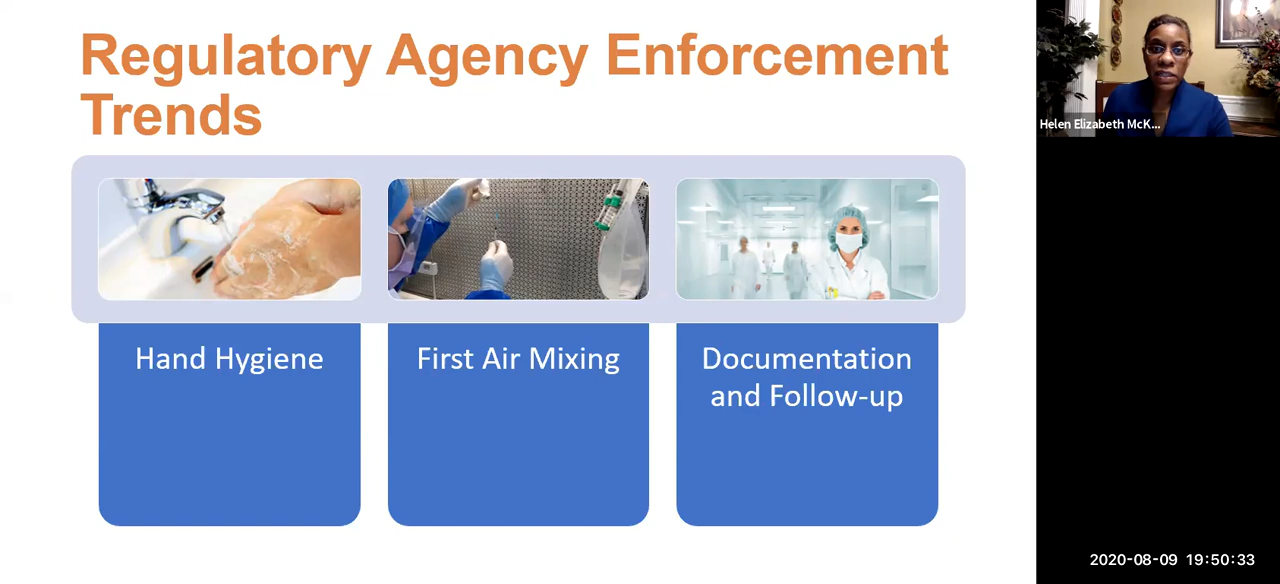 Regulatory Agency Enforcement
Trends
Hand Hygiene
First Air Mixing
Documentation
and Follow-up
Helen Elizabeth McK...
2020-08-09 19:50:33